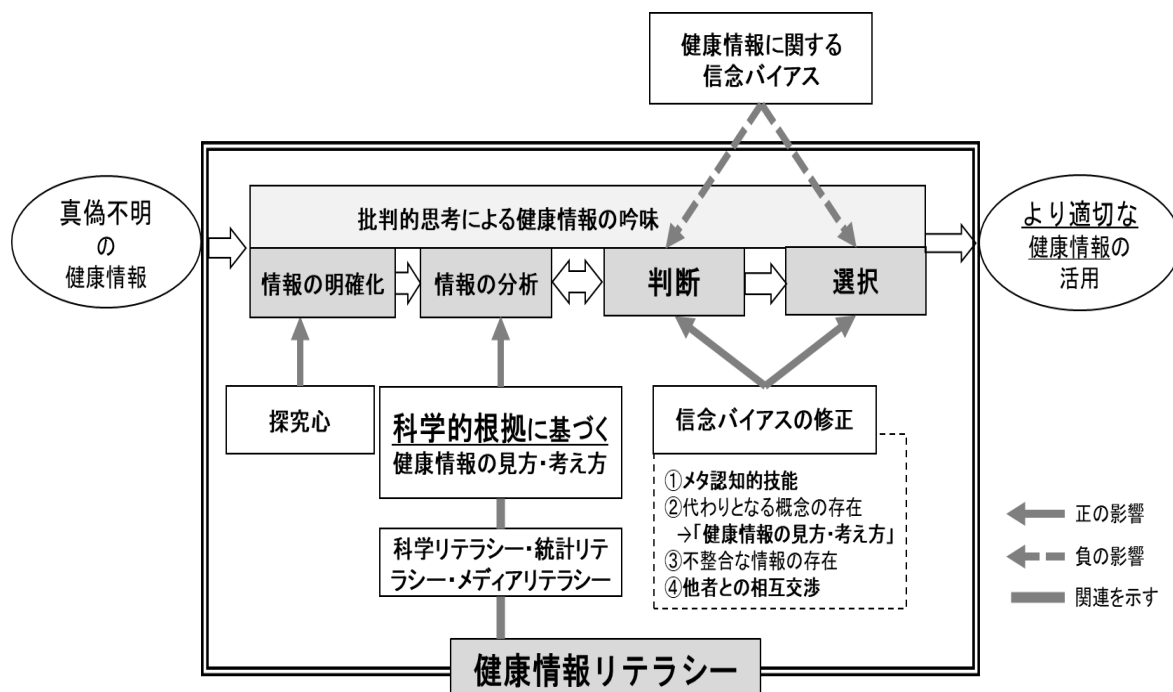 健康情報に関する
信念バイアス
真偽不明
の
健康情報
批判的思考による健康情報の吟味
より適切な
健康情報の
活用
情報の明確化
情報の分析
判断
選択
探究心
科学的根拠に基づく
健康情報の見方・考え方
信念バイアスの修正
①メタ認知的技能
②代わりとなる概念の存在
→「健康情報の見方・考え方」
③不整合な情報の存在
④他者との相互交渉
科学リテラシー・統計リテ
ラシー・メディアリテラシー
正の影響
負の影響
関連を示す
健康情報リテラシー